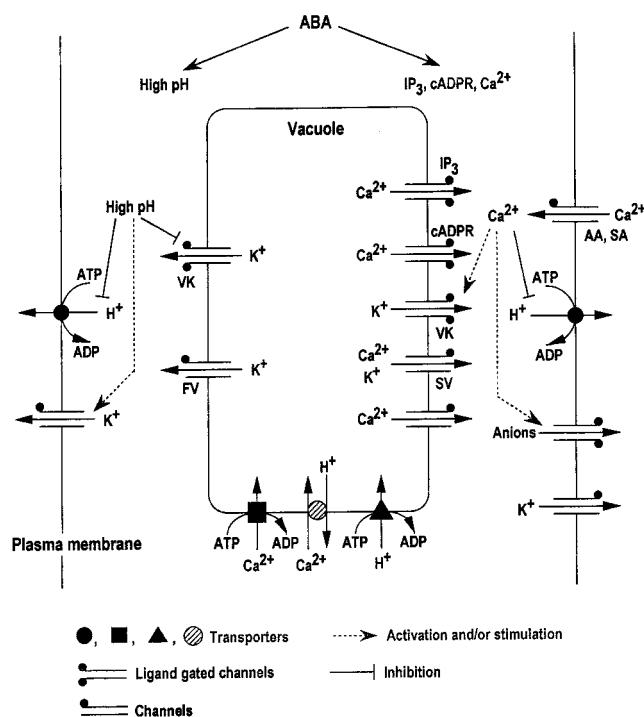 ABA
High pH
IP3, cADPR, Ca2+
Vacuole
IP3
Ca2+
High pH
Ca2+
Ca2+
AA, SA
cADPR
K+
Ca2+
VK
ATP
H+
ADP
K+
VK
ATP
H+
ADP
Ca2+
K+
SV
K+
FV
K+
Ca2+
Anions
H+
K+
Plasma membrane
ATP
ADP
Ca2+
Ca2+
ATP
ADP
H+
, , , Transporters
Activation and/or stimulation
Ligand gated channels
Inhibition
Channels